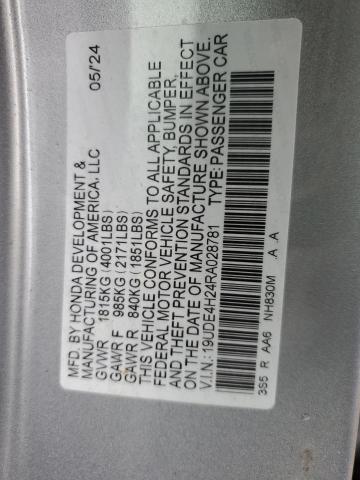 MFD. BY HONDA DEVELOPMENT & 05/'24
MANUFACTURING OF AMERICA, LLC
GVWR 1815KG (4001LBS)
GAWR F 985KG (2171LBS)
GAWR R 840KG (1851LBS)
THIS VEHICLE CONFORMS TO ALL APPLICABLE
FEDERAL MOTOR VEHICLE SAFETY, BUMPER,
AND THEFT PREVENTION STANDARDS IN EFFECT
ON THE DATE OF MANUFACTURE SHOWN ABOVE.
V.I.N.:19UDE4H24RA028781 TYPE:PASSENGER CAR
3S5 R AA6 NH830M .A .A